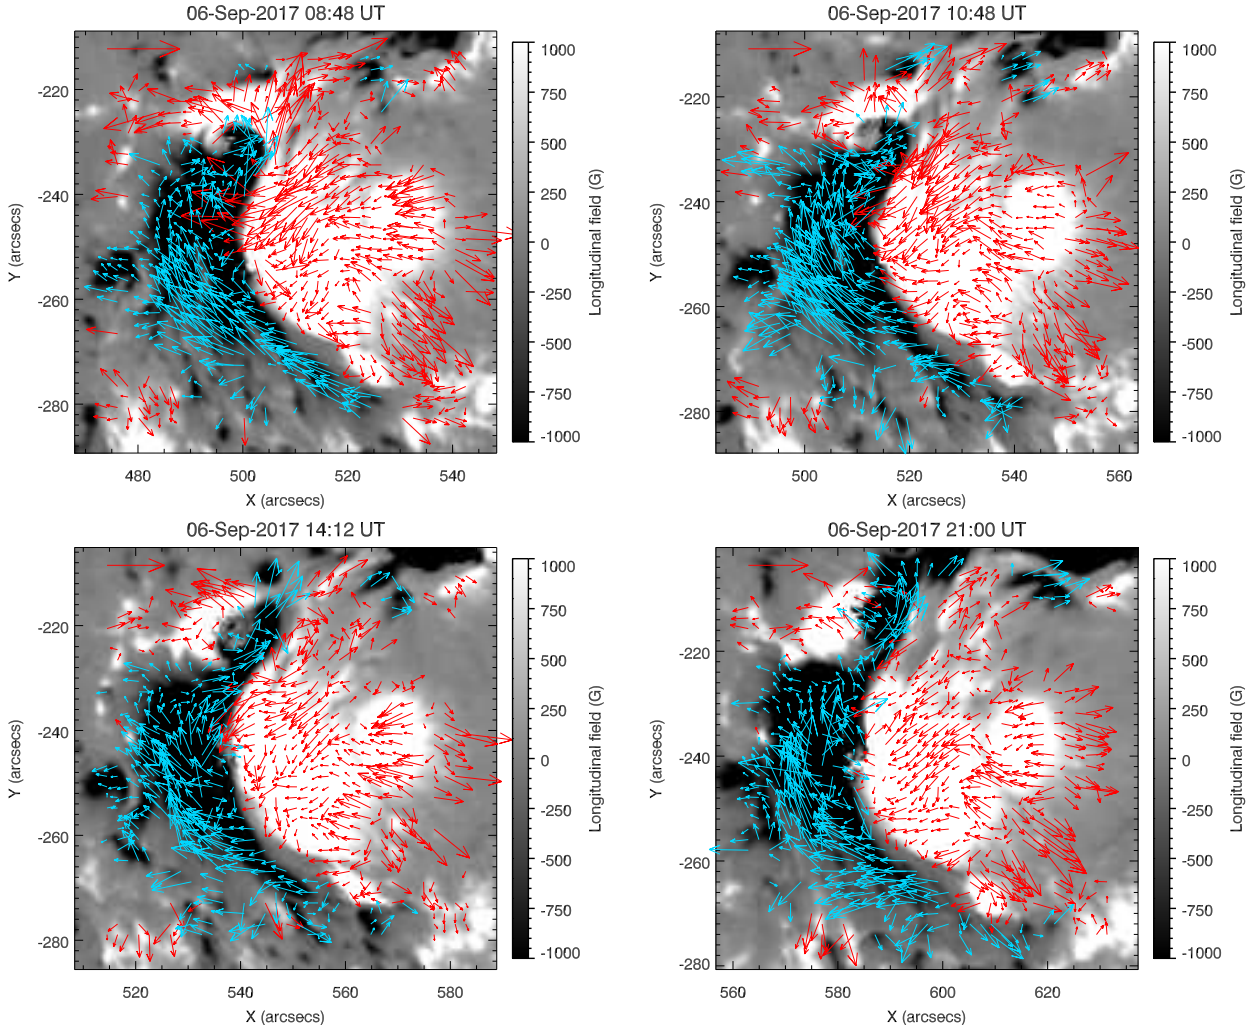 06-Sep-2017 08:48 UT
1000
750
500
250
0
-250
-500
-750
-1000
Longitudinal field (G)
-220
-240
-260
-280
Y (arcsecs)
480 500 520 540
X (arcsecs)
06-Sep-2017 10:48 UT
1000
750
500
250
0
-250
-500
-750
-1000
Longitudinal field (G)
-220
-240
-260
-280
Y (arcsecs)
500 520 540 560
X (arcsecs)
06-Sep-2017 14:12 UT
1000
750
500
250
0
-250
-500
-750
-1000
Longitudinal field (G)
-220
-240
-260
-280
Y (arcsecs)
520 540 560 580
X (arcsecs)
06-Sep-2017 21:00 UT
1000
750
500
250
0
-250
-500
-750
-1000
Longitudinal field (G)
-220
-240
-260
-280
Y (arcsecs)
560 580 600 620
X (arcsecs)